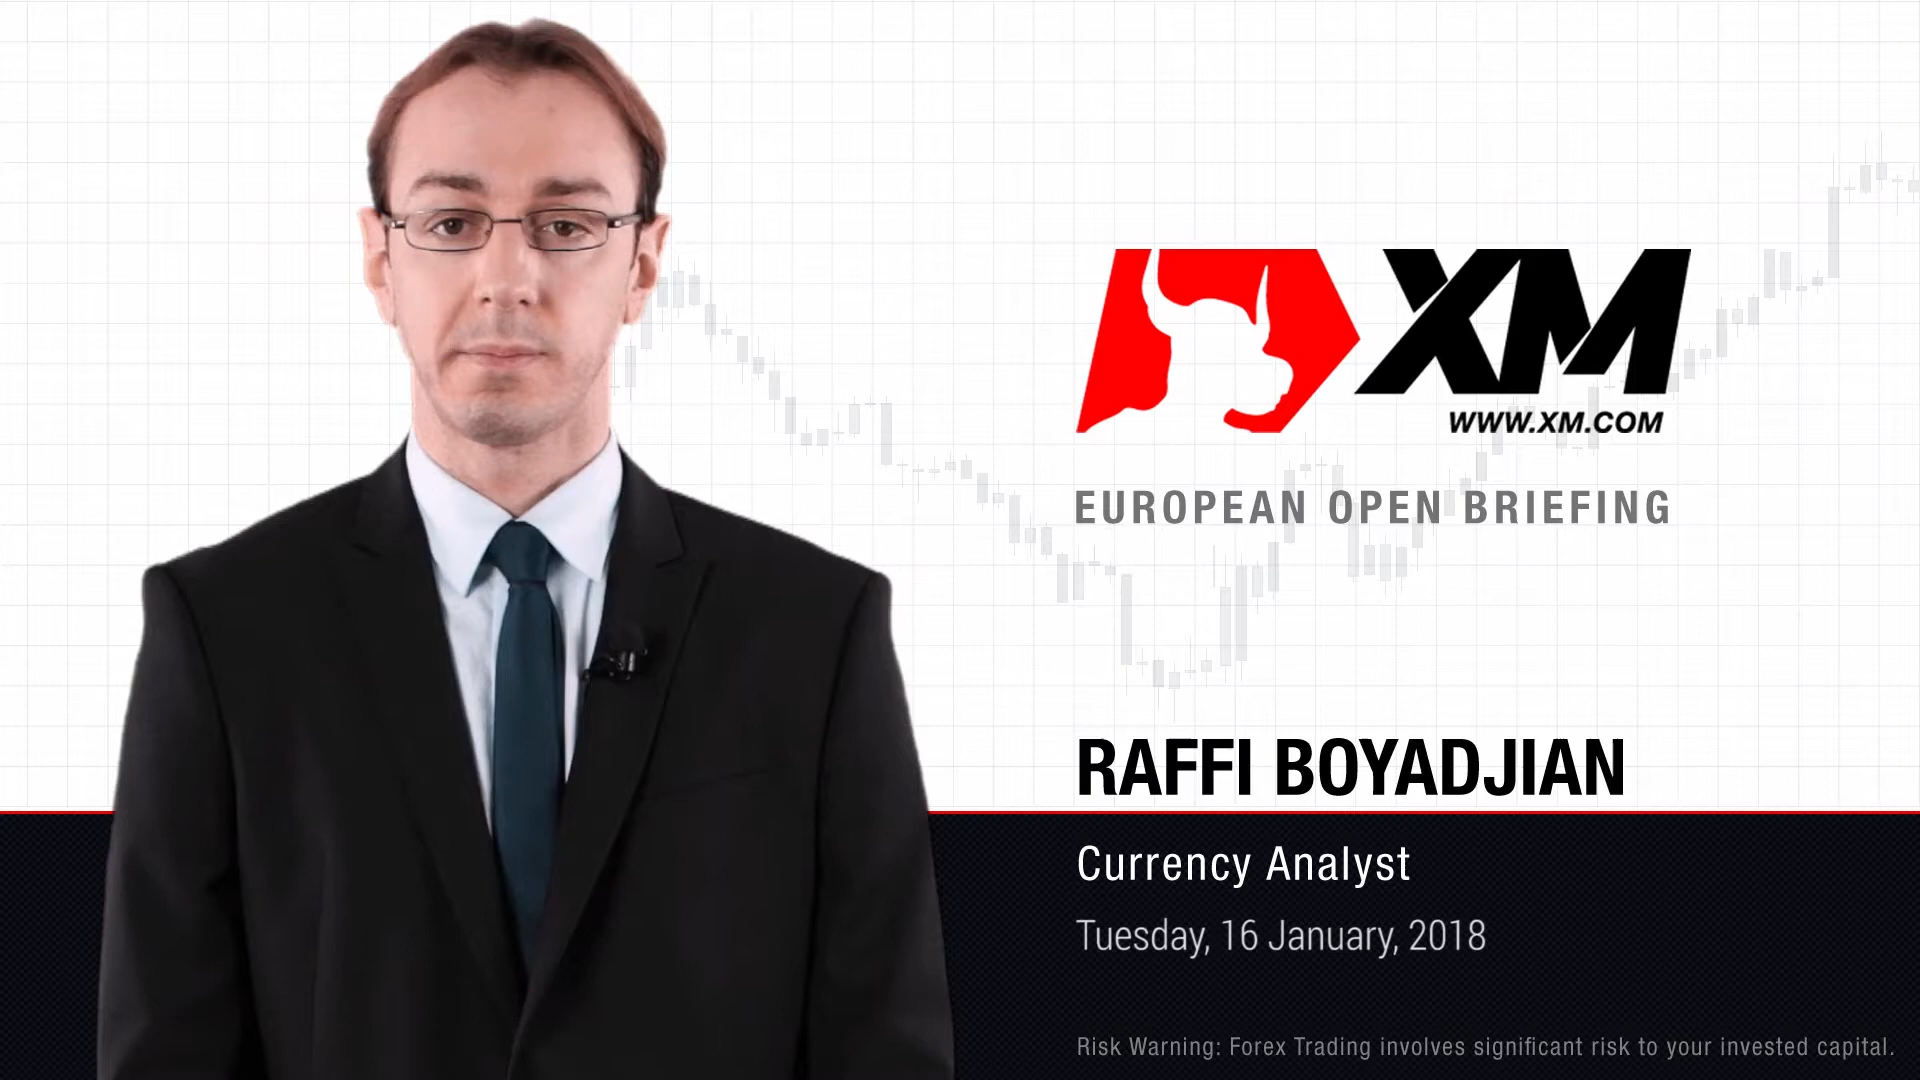 XM
WWW.XM.COM
EUROPEAN OPEN BRIEFING
RAFFI BOYADJIAN
Currency Analyst
Tuesday, 16 January, 2018
Risk Warning: Forex Trading involves significant risk to your invested capital.